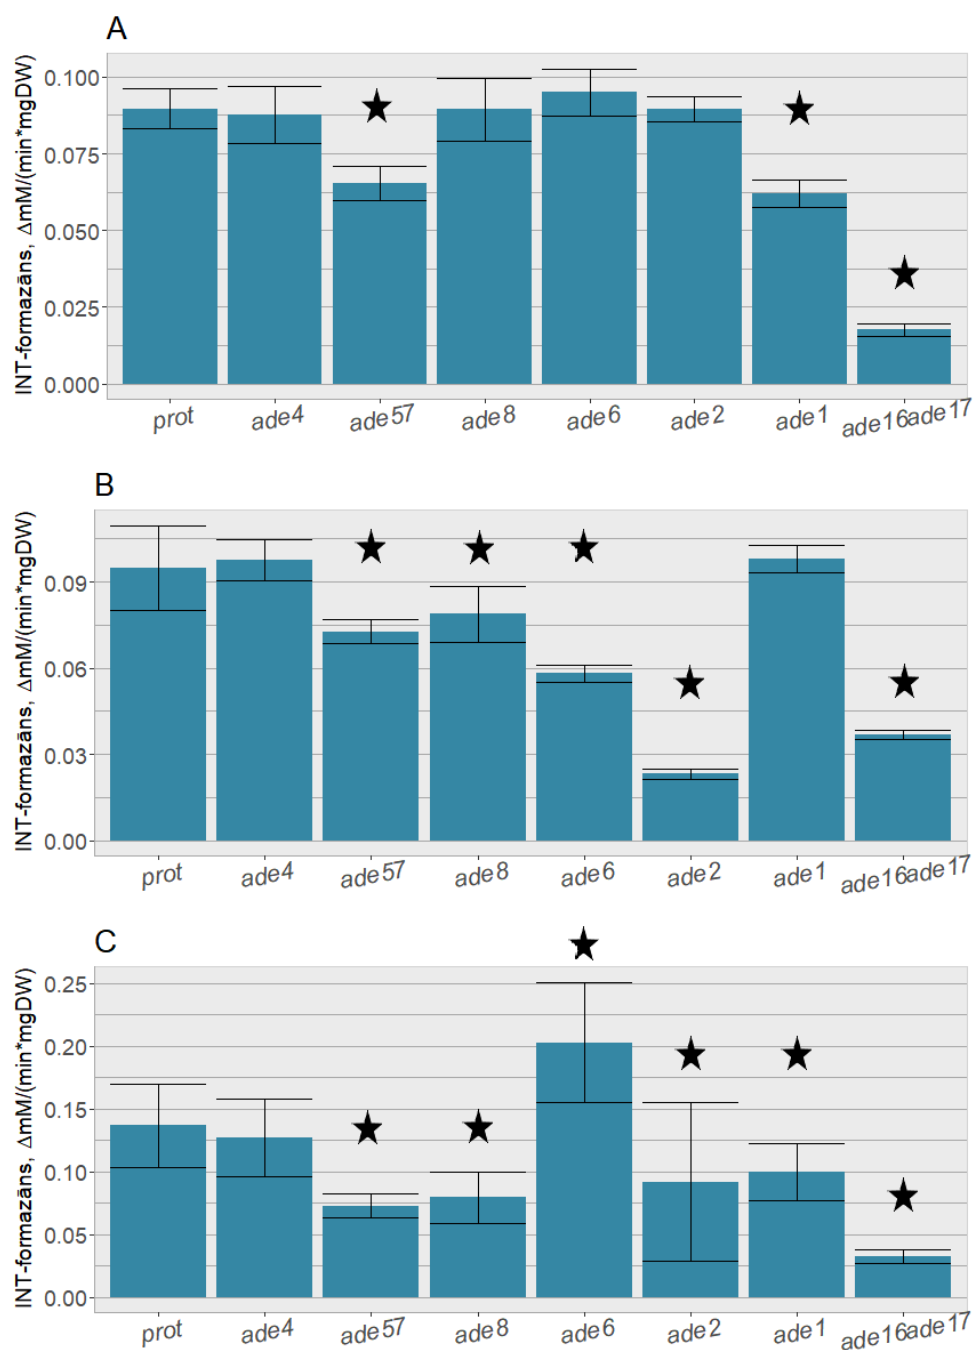 A
INT-formazāns, ΔmM/(min*mgDW)
0.100
0.075
0.050
0.025
0.000
prot ade4 ade57 ade8 ade6 ade2 ade1 ade16ade17
B
INT-formazāns, ΔmM/(min*mgDW)
0.09
0.06
0.03
0.00
prot ade4 ade57 ade8 ade6 ade2 ade1 ade16ade17
C
INT-formazāns, ΔmM/(min*mgDW)
0.25
0.20
0.15
0.10
0.05
0.00
prot ade4 ade57 ade8 ade6 ade2 ade1 ade16ade17